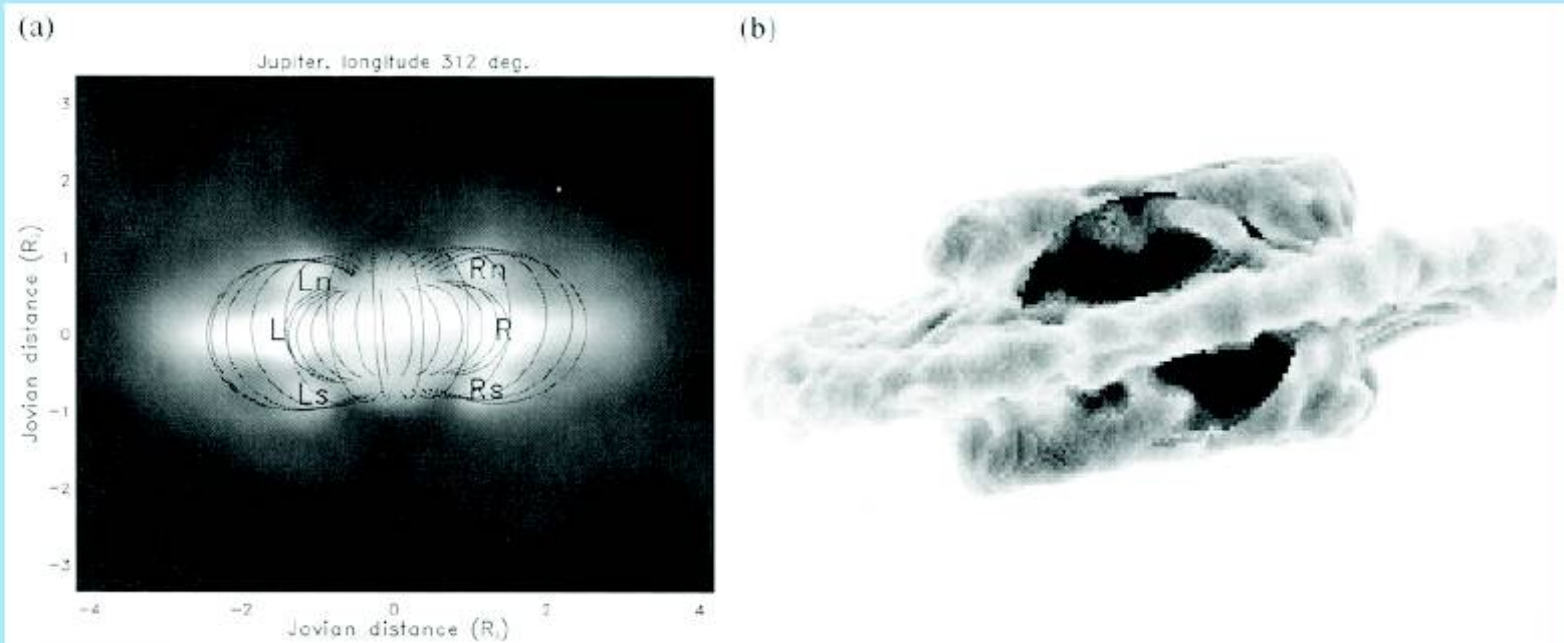 (a)
(b)
Jupiter, longitude 312 deg.
3
2
1
0
-1
-2
-3
Jovian distance (RJ)
Ln
Rn
L
R
Ls
Rs
-4
-2
0
2
4
Jovian distance (RJ)